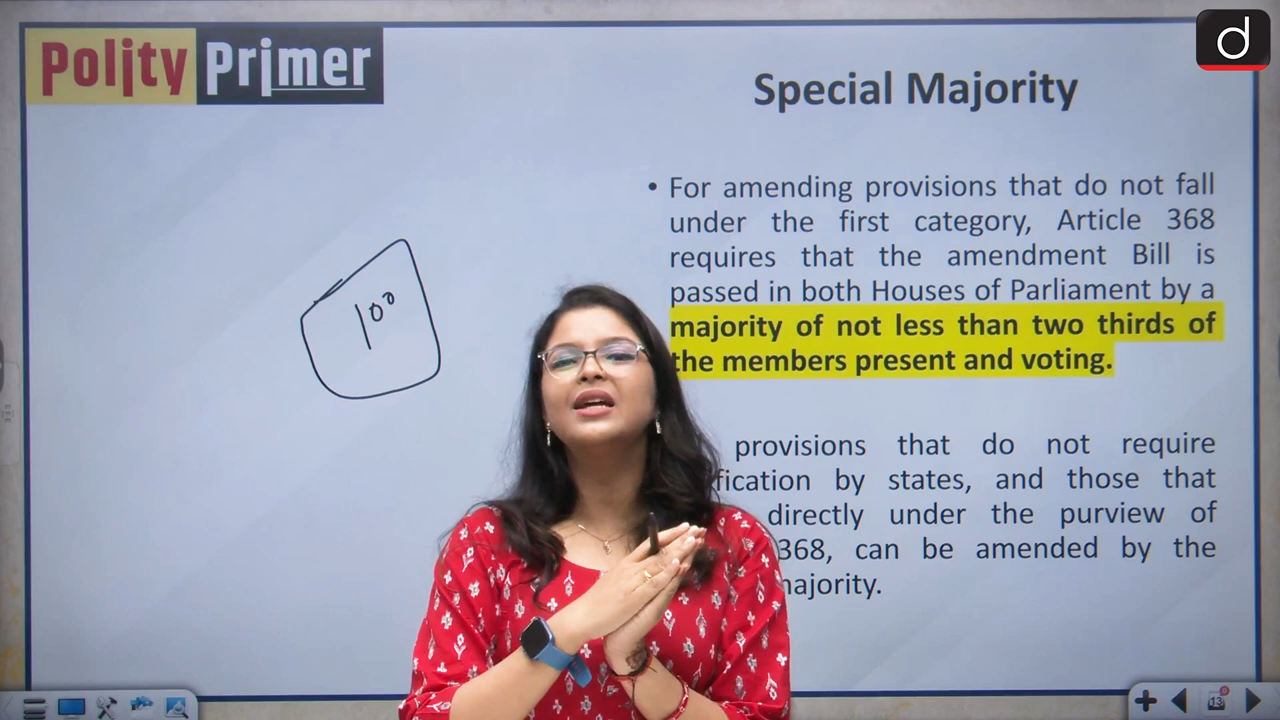 Polity Primer
d
Special Majority
• For amending provisions that do not fall
under the first category, Article 368
requires that the amendment Bill is
passed in both Houses of Parliament by a
majority of not less than two thirds of
the members present and voting.
100
provisions that do not require
fication by states, and those that
directly under the purview of
368, can be amended by the
majority.
13